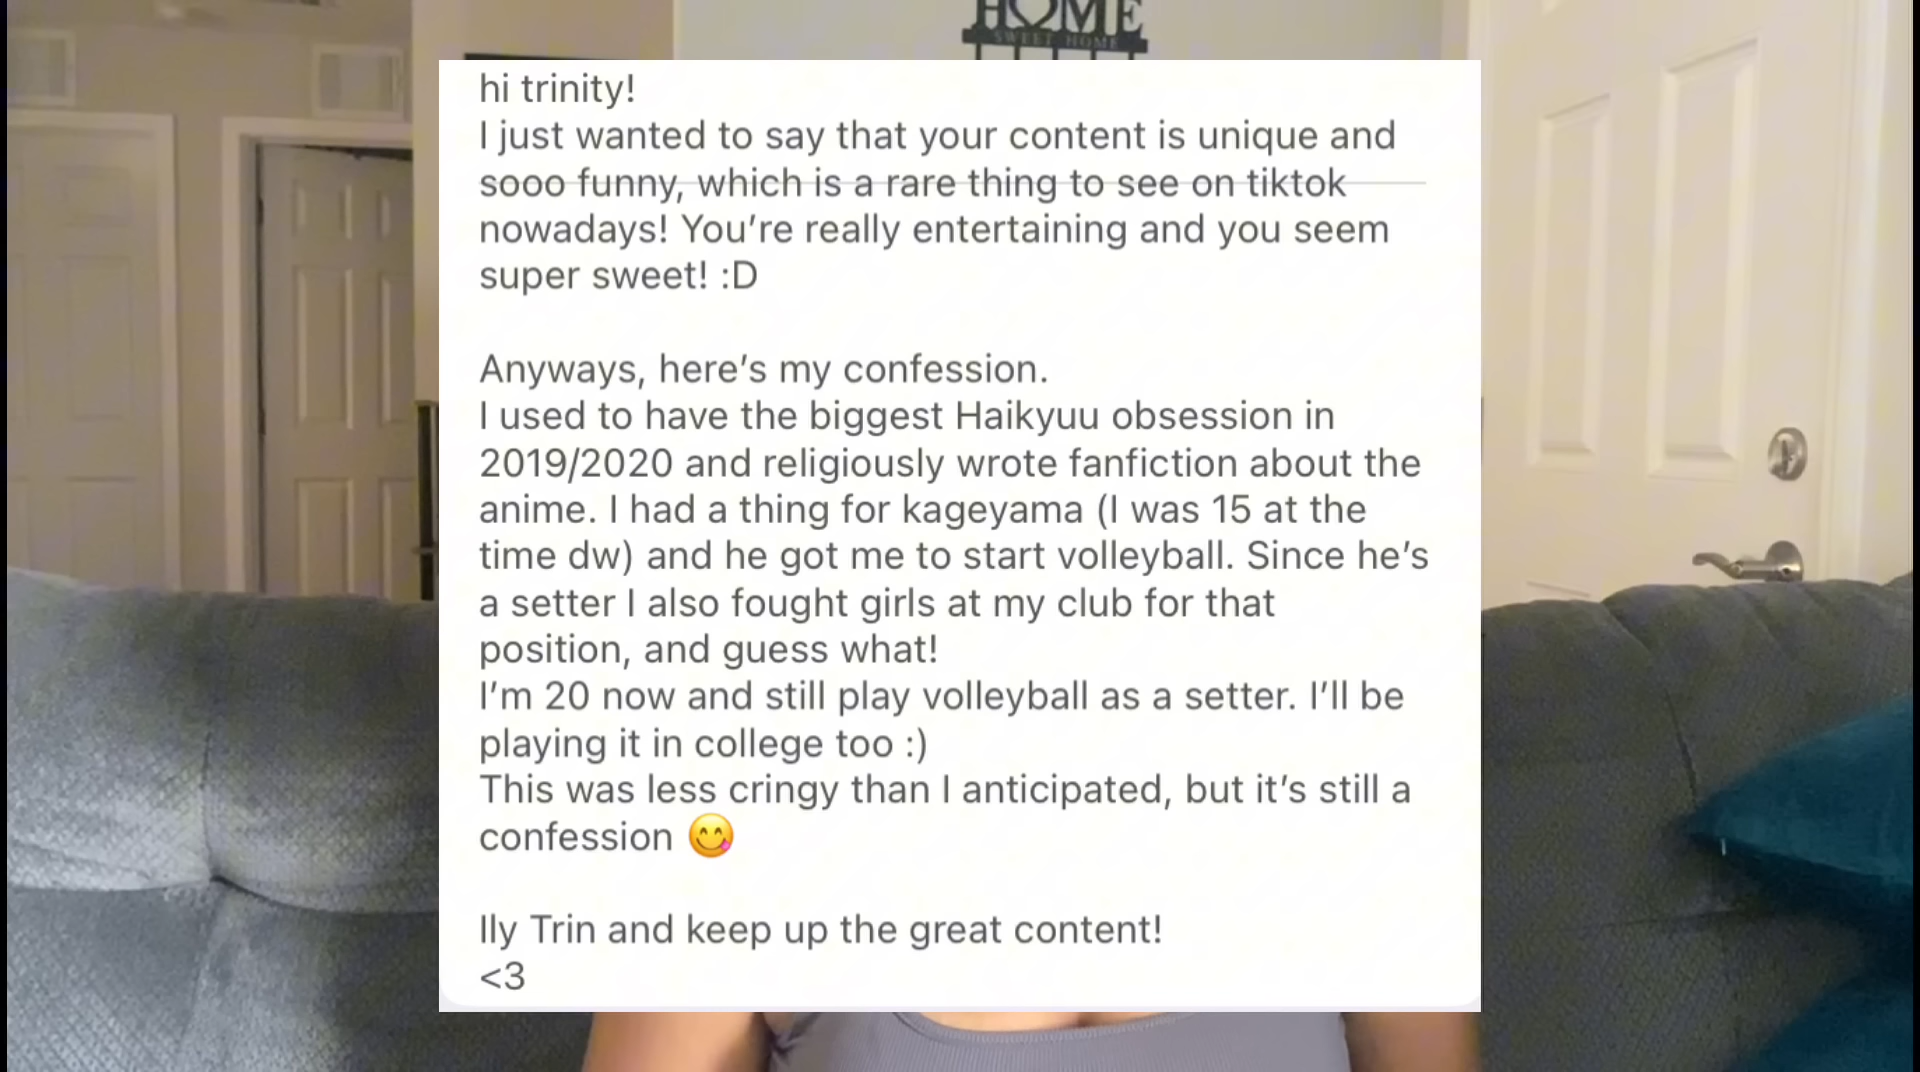 HOME
SWEET HOME
hi trinity!
I just wanted to say that your content is unique and
sooo funny, which is a rare thing to see on tiktok
nowadays! You’re really entertaining and you seem
super sweet! :D
Anyways, here’s my confession.
I used to have the biggest Haikyuu obsession in
2019/2020 and religiously wrote fanfiction about the
anime. I had a thing for kageyama (I was 15 at the
time dw) and he got me to start volleyball. Since he’s
a setter I also fought girls at my club for that
position, and guess what!
I’m 20 now and still play volleyball as a setter. I’ll be
playing it in college too :)
This was less cringy than I anticipated, but it’s still a
confession 😋
Ily Trin and keep up the great content!
<3